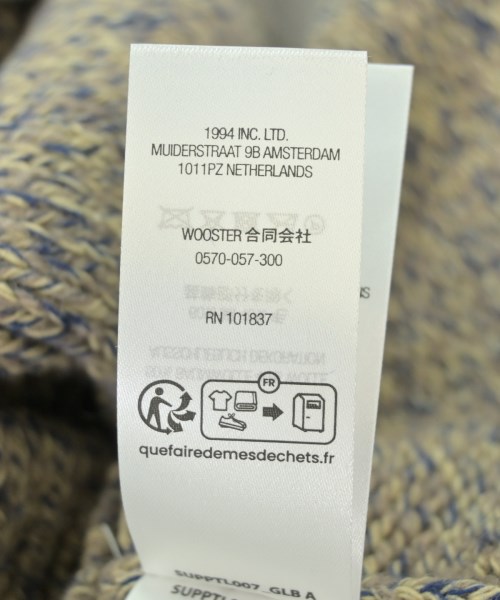 1994 INC. LTD.
MUIDERSTRAAT 9B AMSTERDAM
1011PZ NETHERLANDS
WOOSTER 合同会社
0570-057-300
RN 101837
FR
quefairedemesdechets.fr
SUPPTL007_GLB A